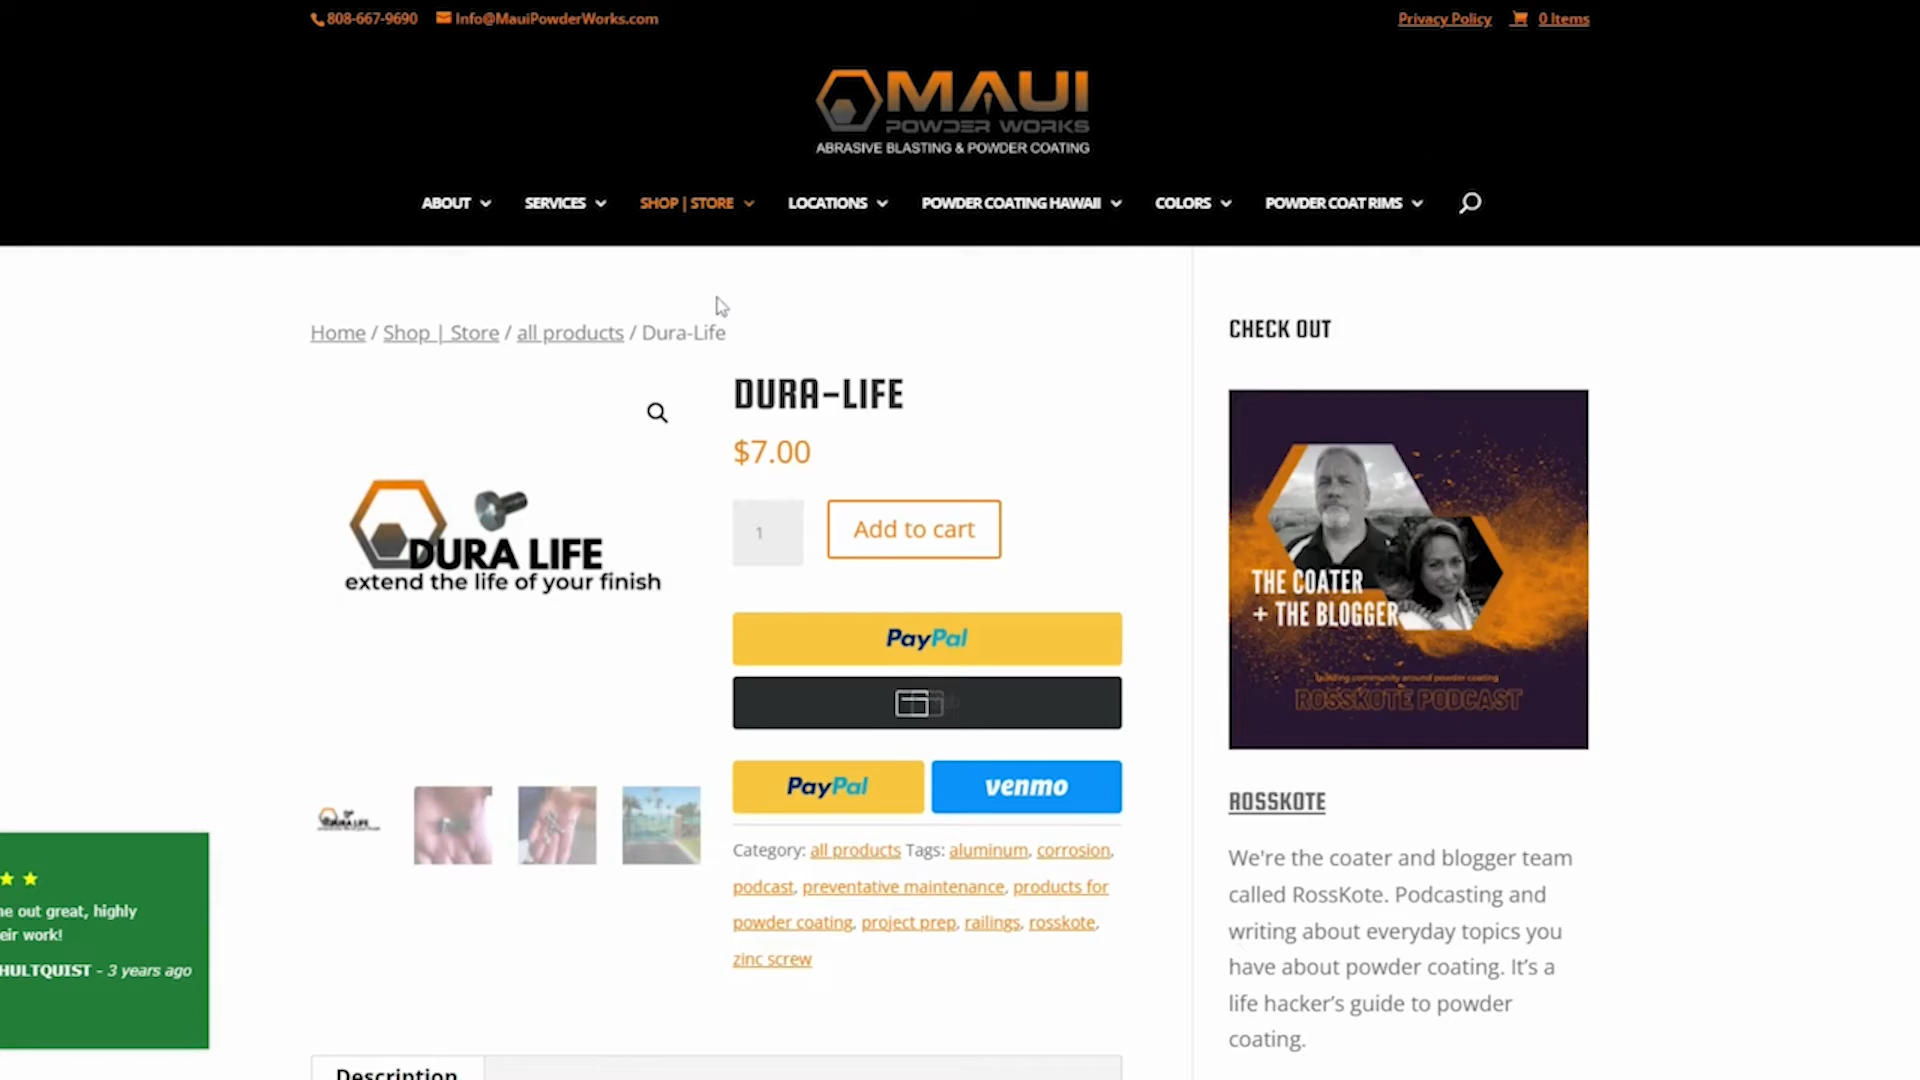 808-667-9690 Info@MauiPowderWorks.com Privacy Policy 0 Items
MAUI
POWDER WORKS
ABRASIVE BLASTING & POWDER COATING
ABOUT SERVICES SHOP | STORE LOCATIONS POWDER COATING HAWAII COLORS POWDER COAT RIMS
Home / Shop | Store / all products / Dura-Life
DURA-LIFE
$7.00
1
Add to cart
DURA LIFE
extend the life of your finish
PayPal
PayPal venmo
Category: all products Tags: aluminum, corrosion,
podcast, preventative maintenance, products for
powder coating, project prep, railings, rosskote,
zinc screw
Description
out great, highly
work!
HULTQUIST - 3 years ago
CHECK OUT
THE COATER
+ THE BLOGGER
building community around powder coating
ROSSKOTE PODCAST
ROSSKOTE
We're the coater and blogger team
called RossKote. Podcasting and
writing about everyday topics you
have about powder coating. It's a
life hacker's guide to powder
coating.